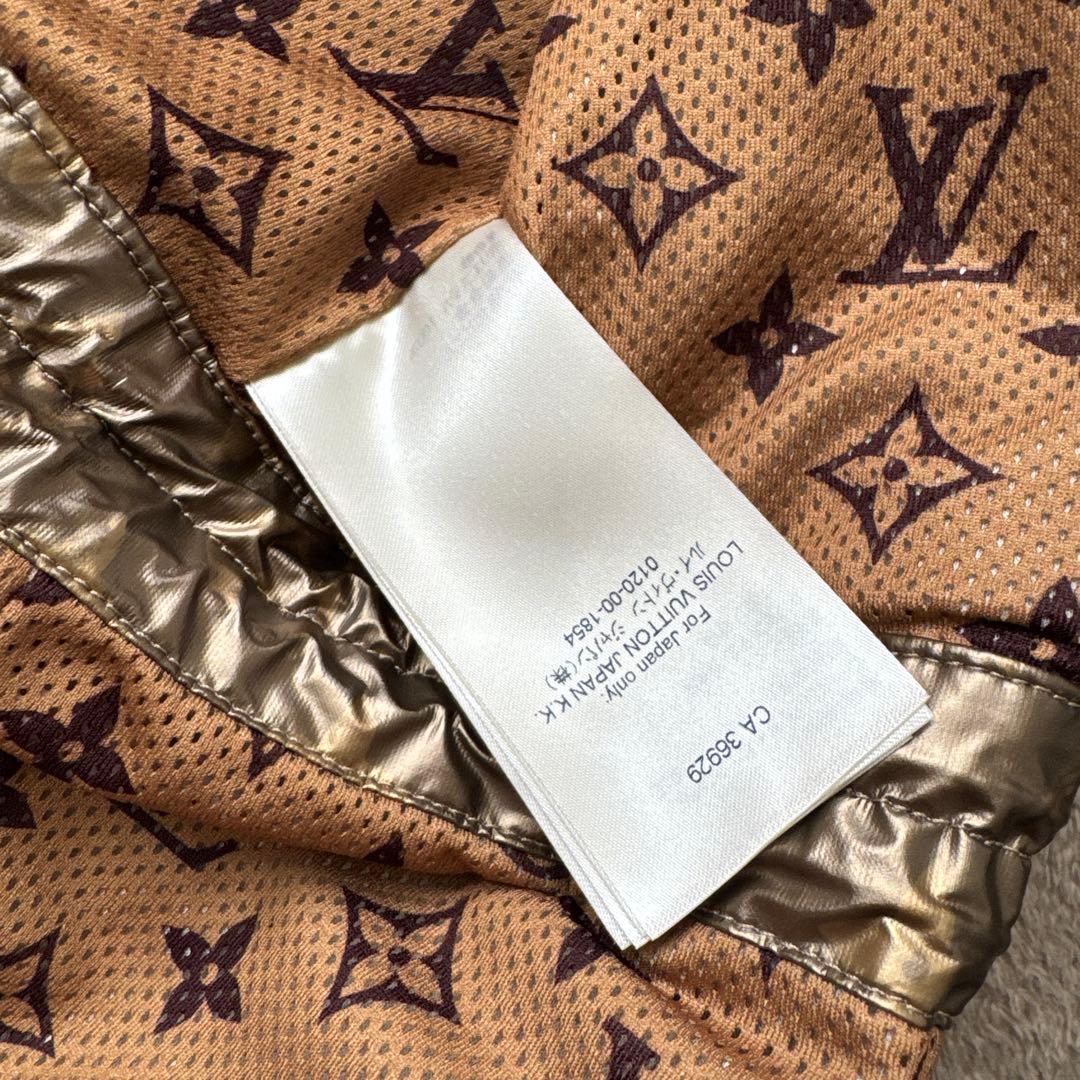 CA 36929
For Japan only:
LOUIS VUITTON JAPAN K.K.
ルイ・ヴィトン ジャパン(株)
0120-00-1854
LV